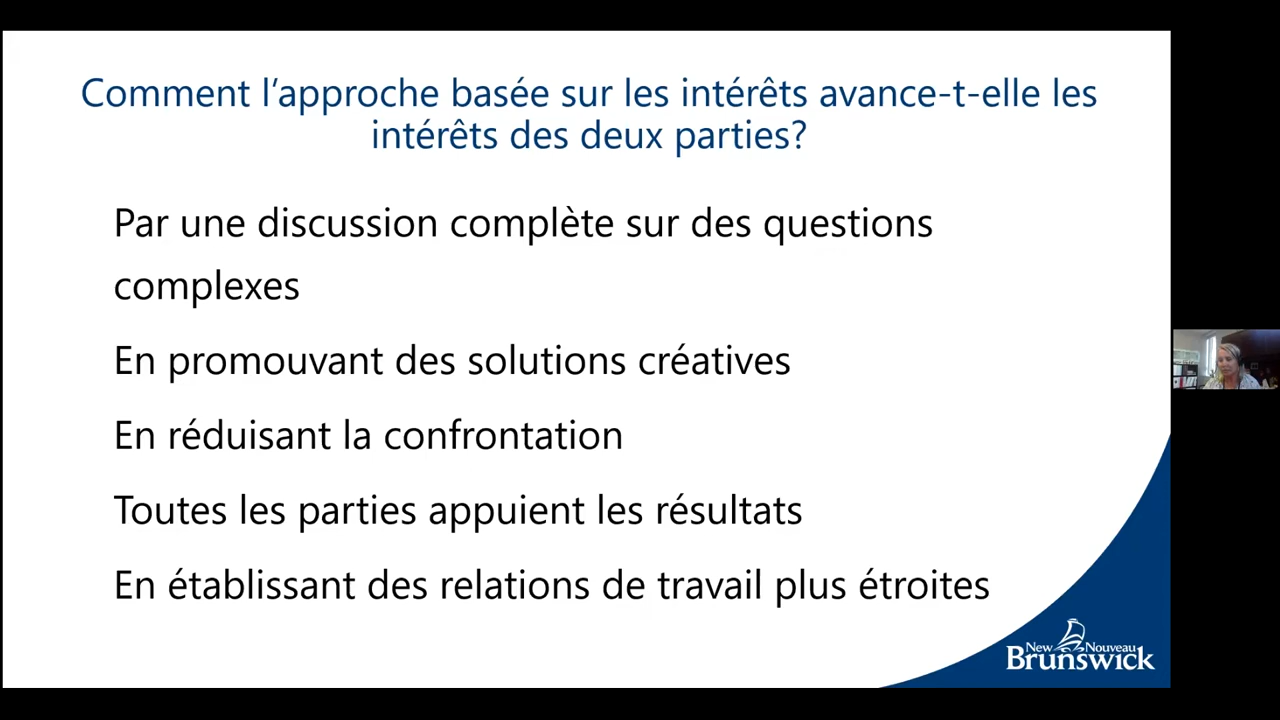 Comment l’approche basée sur les intérêts avance-t-elle les
intérêts des deux parties?
Par une discussion complète sur des questions
complexes
En promouvant des solutions créatives
En réduisant la confrontation
Toutes les parties appuient les résultats
En établissant des relations de travail plus étroites
New Nouveau
Brunswick